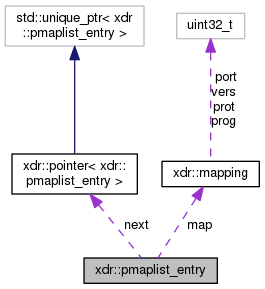 std::unique_ptr< xdr
::pmaplist_entry >
uint32_t
port
vers
prot
prog
xdr::pointer< xdr::
pmaplist_entry >
xdr::mapping
next
map
xdr::pmaplist_entry